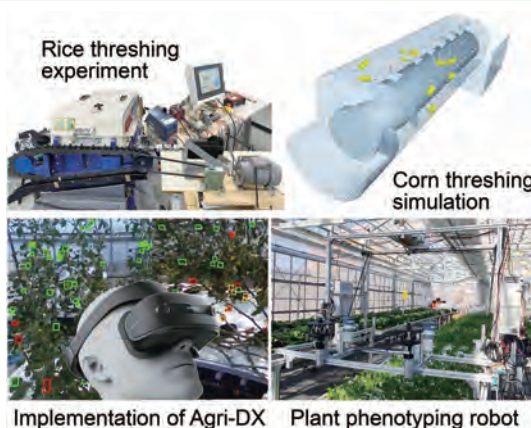 Rice threshing
experiment
Corn threshing
simulation
Implementation of Agri-DX
Plant phenotyping robot